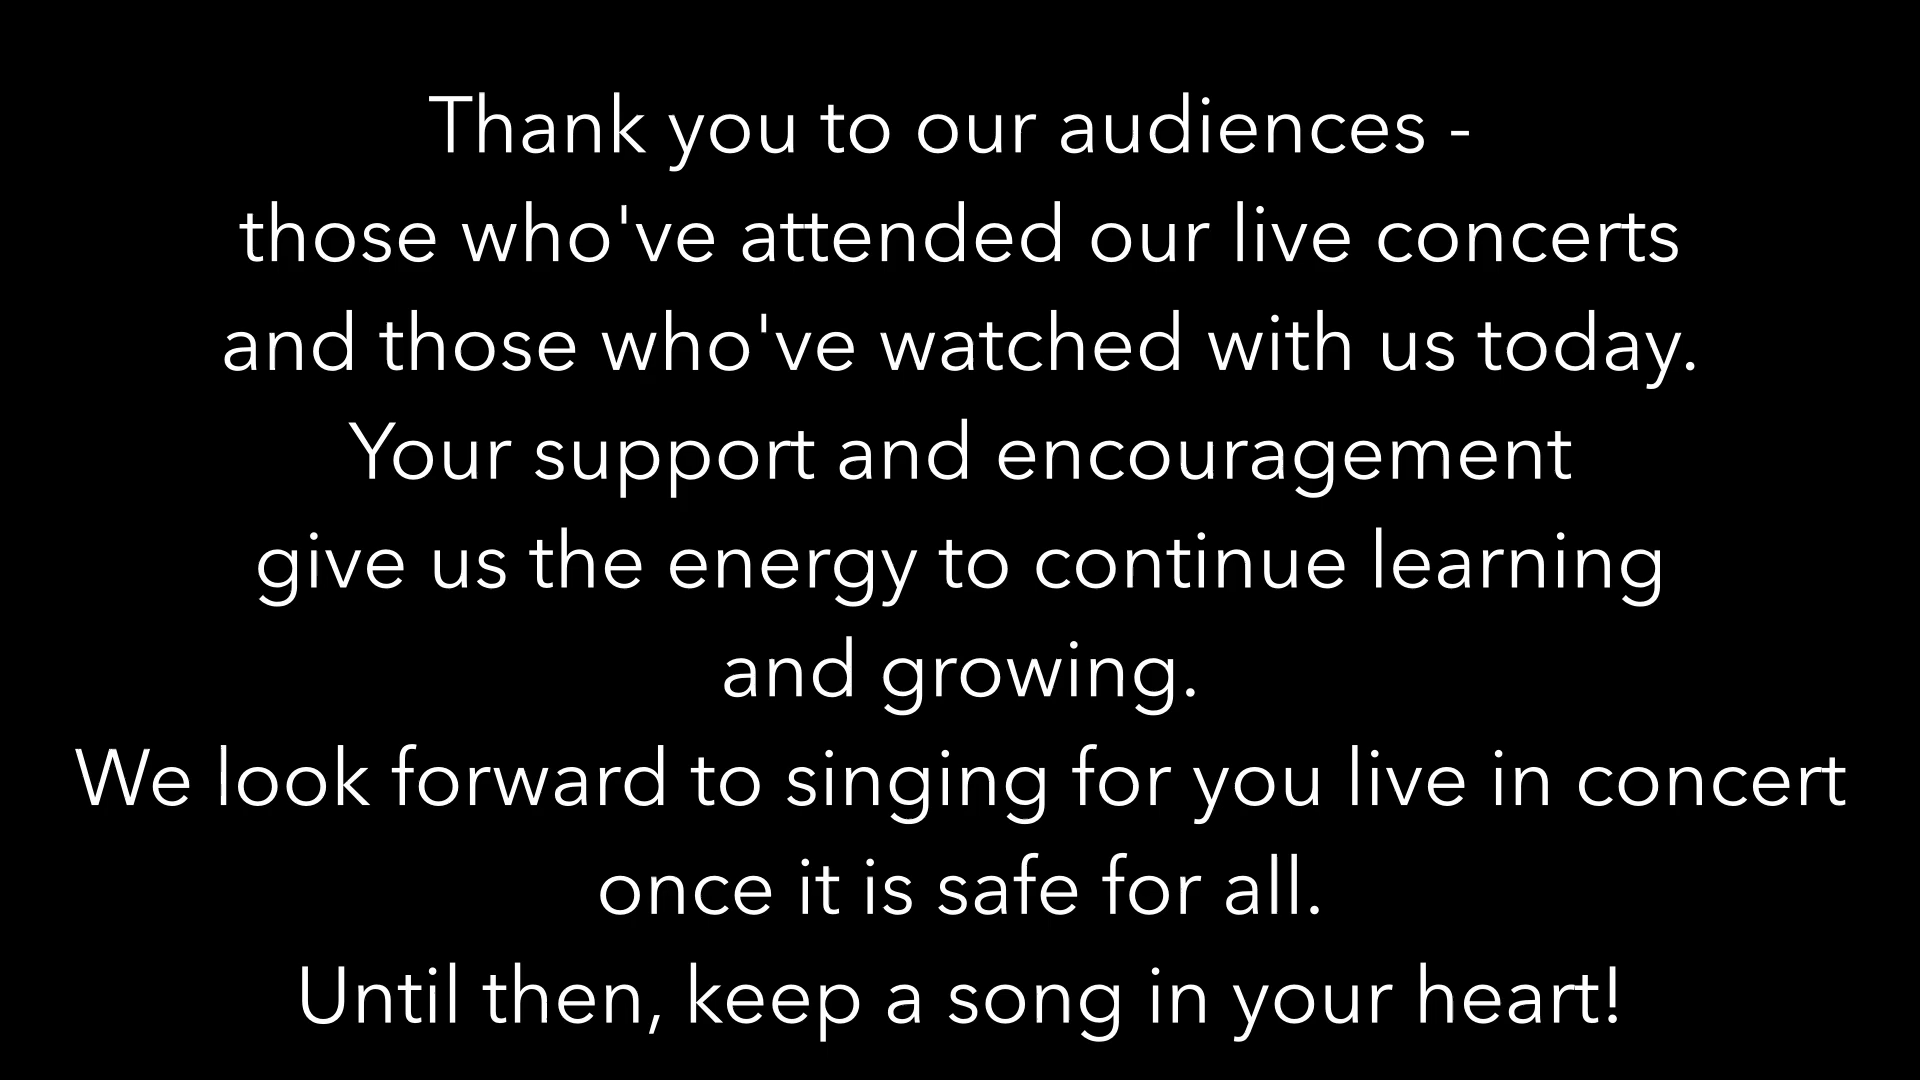 Thank you to our audiences -
those who've attended our live concerts
and those who've watched with us today.
Your support and encouragement
give us the energy to continue learning
and growing.
We look forward to singing for you live in concert
once it is safe for all.
Until then, keep a song in your heart!